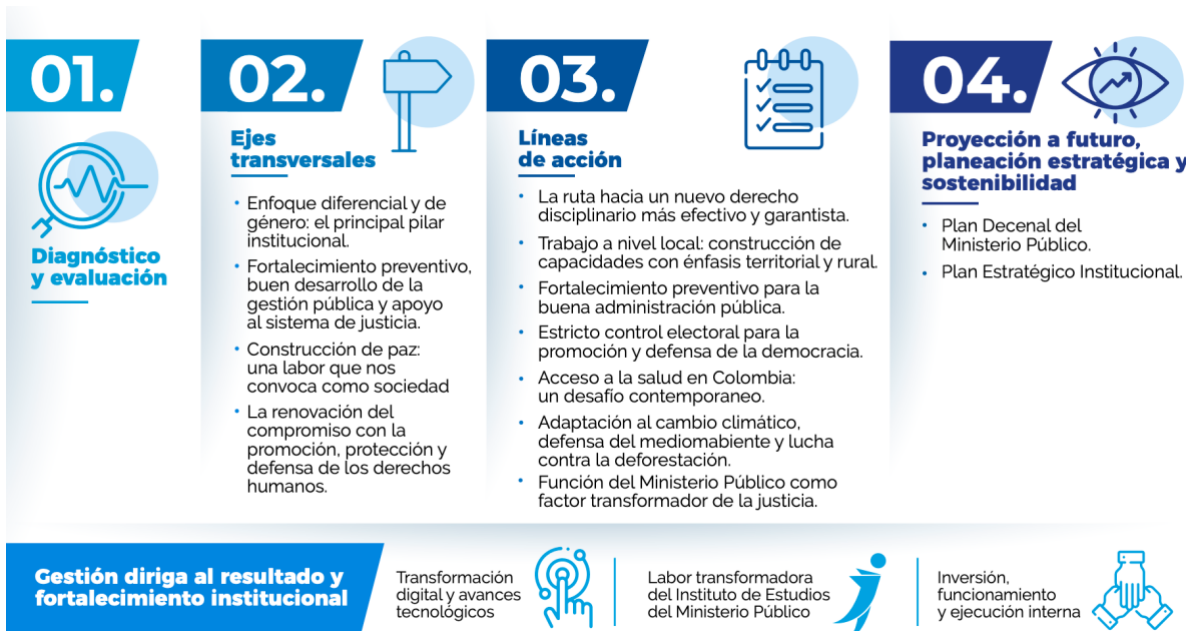 01.
Diagnóstico
y evaluación
02.
Ejes
transversales
• Enfoque diferencial y de
género: el principal pilar
institucional.
• Fortalecimiento preventivo,
buen desarrollo de la
gestión pública y apoyo
al sistema de justicia.
• Construcción de paz:
una labor que nos
convoca como sociedad
• La renovación del
compromiso con la
promoción, protección y
defensa de los derechos
humanos.
03.
Líneas
de acción
• La ruta hacia un nuevo derecho
disciplinario más efectivo y garantista.
• Trabajo a nivel local: construcción de
capacidades con énfasis territorial y rural.
• Fortalecimiento preventivo para la
buena administración pública.
• Estricto control electoral para la
promoción y defensa de la democracia.
• Acceso a la salud en Colombia:
un desafío contemporaneo.
• Adaptación al cambio climático,
defensa del mediomabiente y lucha
contra la deforestación.
• Función del Ministerio Público como
factor transformador de la justicia.
04.
Proyección a futuro,
planeación estratégica y
sostenibilidad
• Plan Decenal del
Ministerio Público.
• Plan Estratégico Institucional.
Gestión diriga al resultado y
fortalecimiento institucional
Transformación
digital y avances
tecnológicos
Labor transformadora
del Instituto de Estudios
del Ministerio Público
Inversión,
funcionamiento
y ejecución interna